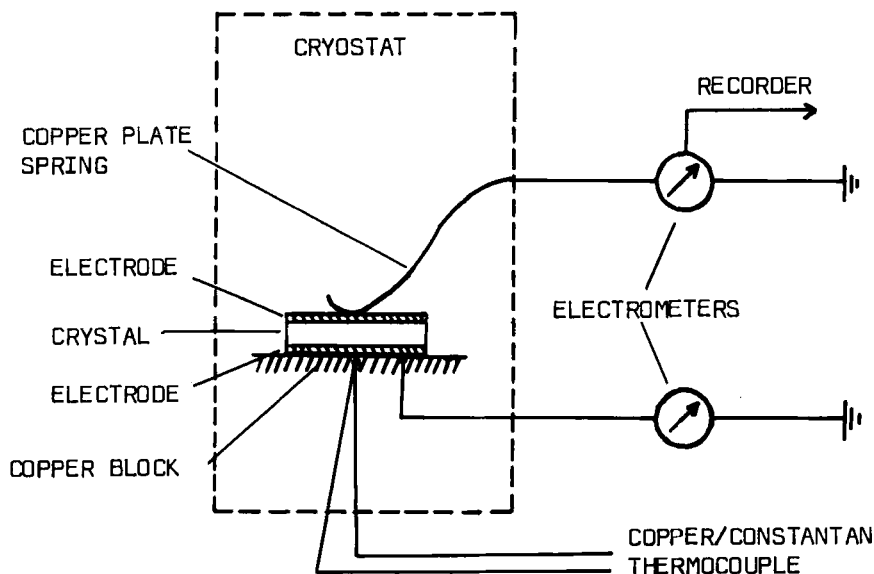 CRYOSTAT
RECORDER
COPPER PLATE
SPRING
ELECTRODE
CRYSTAL
ELECTRODE
COPPER BLOCK
ELECTROMETERS
COPPER/CONSTANTAN
THERMOCOUPLE